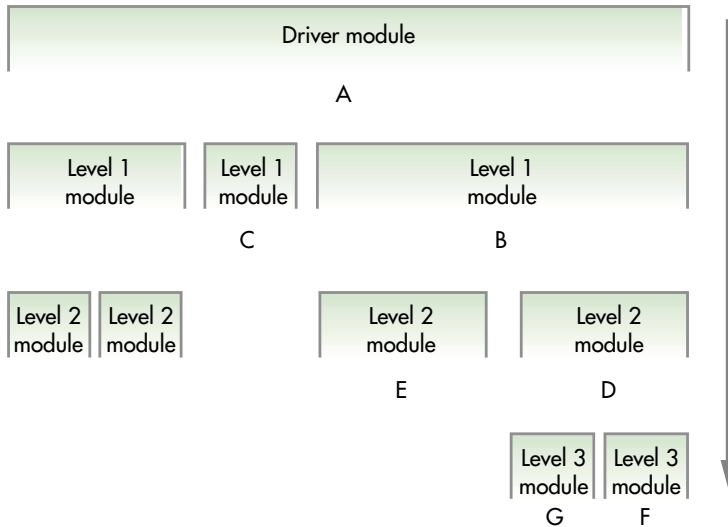 Driver module
A
Level 1
module
Level 1
module
Level 1
module
C
B
Level 2
module
Level 2
module
Level 2
module
Level 2
module
E
D
Level 3
module
Level 3
module
G
F